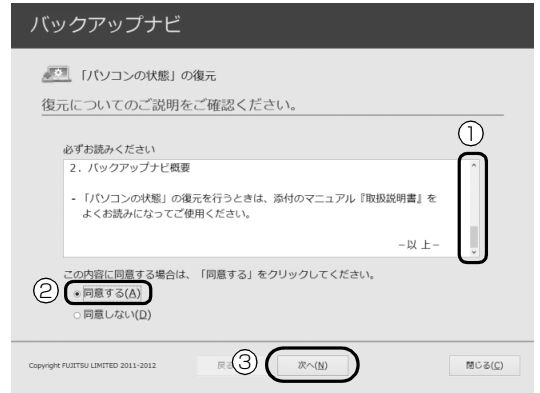 バックアップナビ
「パソコンの状態」の復元
復元についてのご説明をご確認ください。
①
必ずお読みください
2．バックアップナビ概要
-「パソコンの状態」の復元を行うときは、添付のマニュアル『取扱説明書』を
よくお読みになってご使用ください。
－以 上－
この内容に同意する場合は、「同意する」をクリックしてください。
② 同意する(A)
同意しない(D)
Copyright FUJITSU LIMITED 2011-2012 戻る ③ 次へ(N) 閉じる(C)